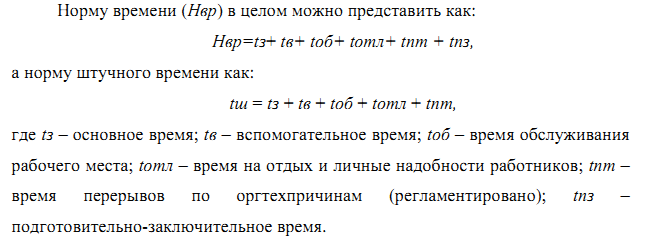 Норму времени (Нвр) в целом можно представить как:
Нвр=tз+ tв+ tоб+ tотл+ tпт + tпз,
а норму штучного времени как:
tш = tз + tв + tоб + tотл + tпт,
где tз – основное время; tв – вспомогательное время; tоб – время обслуживания
рабочего места; tотл – время на отдых и личные надобности работников; tпт –
время перерывов по оргтехпричинам (регламентировано); tпз –
подготовительно-заключительное время.